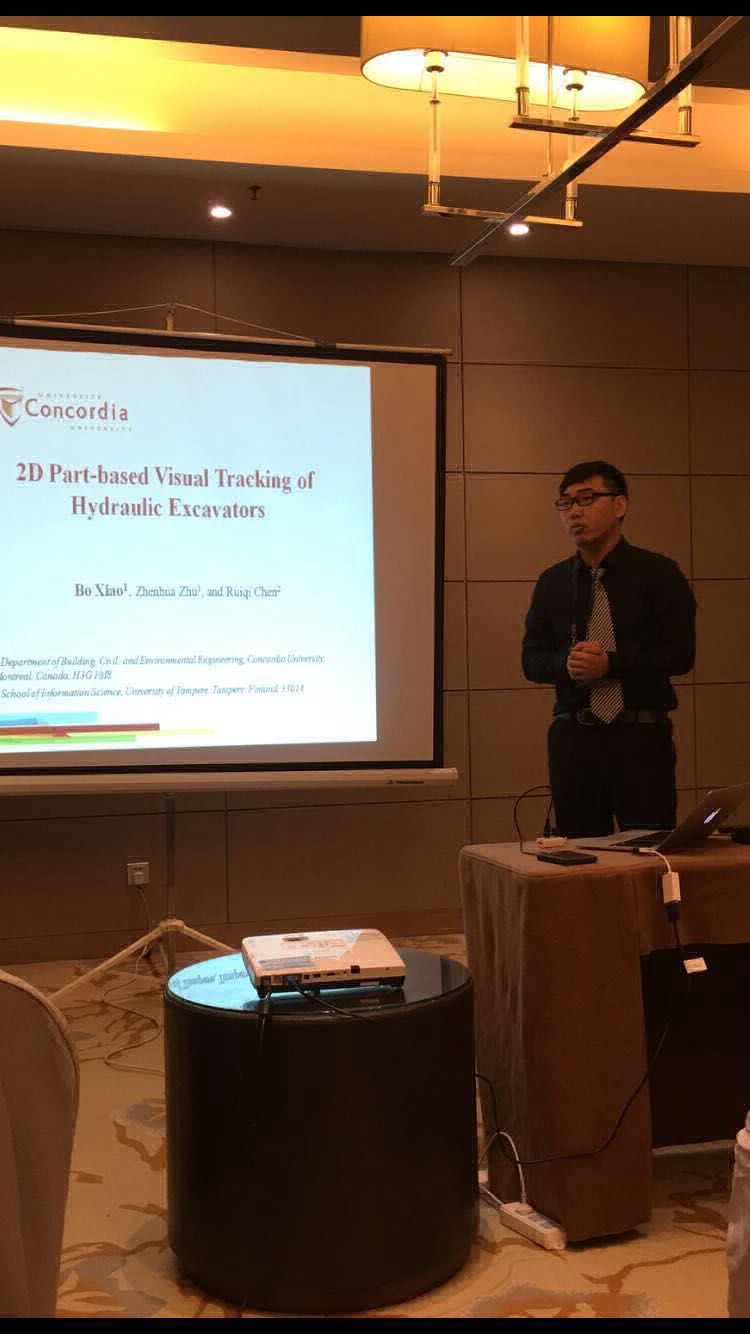 UNIVERSITÉ
Concordia
UNIVERSITY
2D Part-based Visual Tracking of
Hydraulic Excavators
Bo Xiao¹, Zhenhua Zhu¹, and Ruiqi Chen²
Department of Building, Civil, and Environmental Engineering, Concordia University,
Montreal, Canada, H3G 1M8
School of Information Science, University of Tampere, Tampere, Finland, 33014